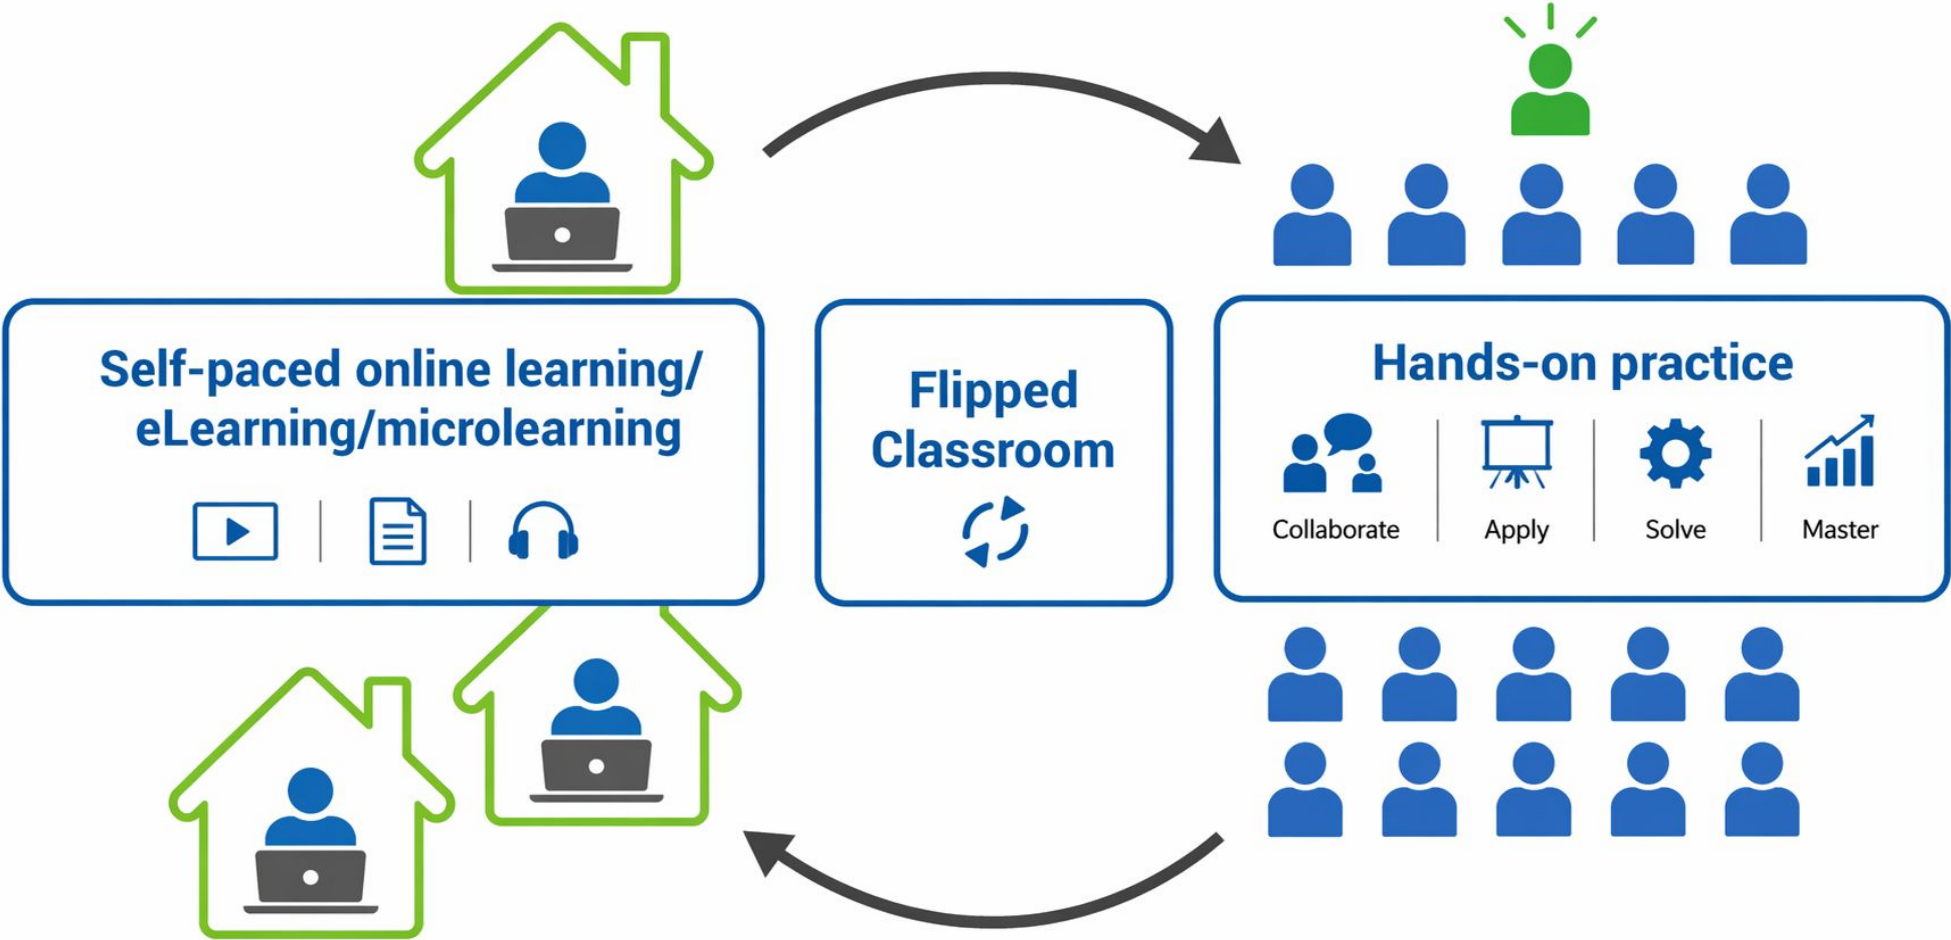 Self-paced online learning/
eLearning/microlearning
Flipped
Classroom
Hands-on practice
Collaborate
Apply
Solve
Master